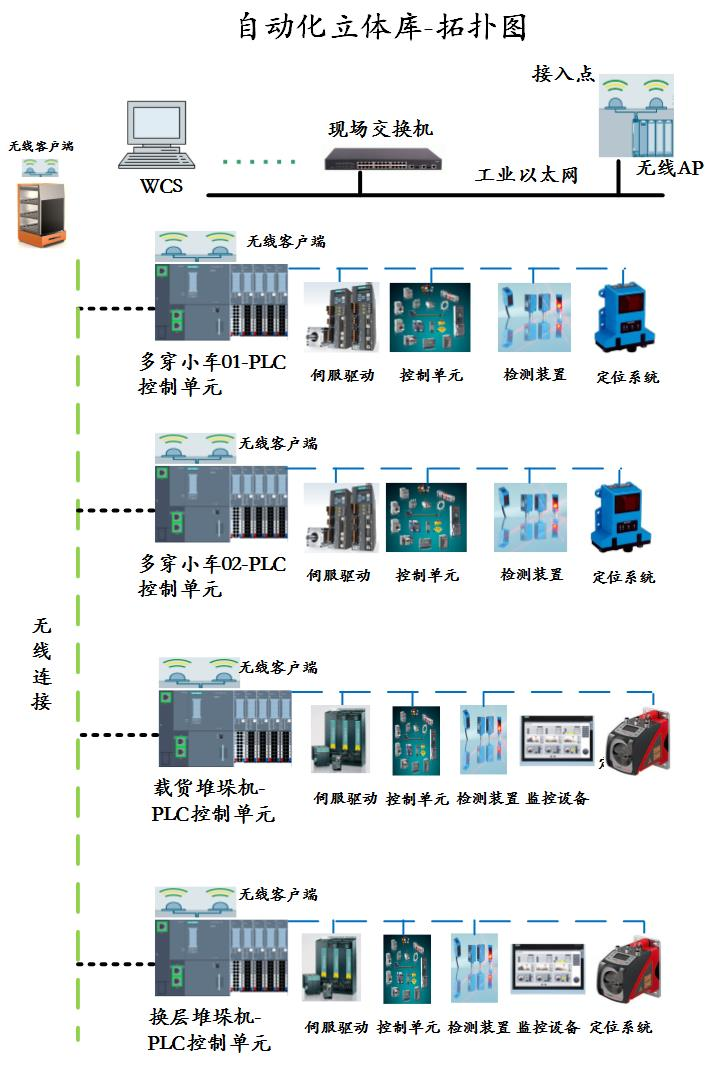 自动化立体库-拓扑图
接入点
无线客户端
现场交换机
WCS
工业以太网
无线AP
无线客户端
多穿小车01-PLC
控制单元
伺服驱动
控制单元
检测装置
定位系统
无线客户端
多穿小车02-PLC
控制单元
伺服驱动
控制单元
检测装置
定位系统
无线连接
无线客户端
载货堆垛机-
PLC控制单元
伺服驱动
控制单元
检测装置
监控设备
无线客户端
换层堆垛机-
PLC控制单元
伺服驱动
控制单元
检测装置
监控设备
定位系统